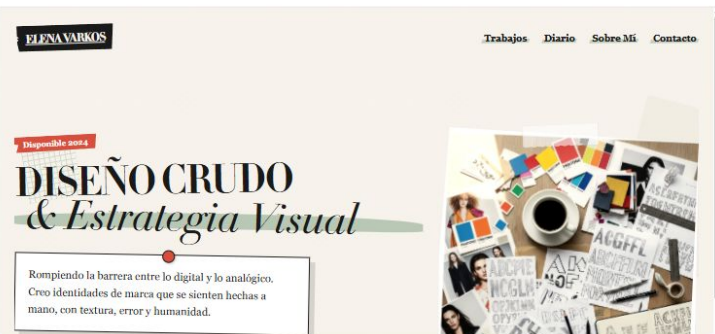 ELENA VARKOS
Trabajos Diario Sobre Mí Contacto
Disponible 2024
DISEÑO CRUDO
& Estrategia Visual
Rompiendo la barrera entre lo digital y lo analógico.
Creo identidades de marca que se sienten hechas a
mano, con textura, error y humanidad.